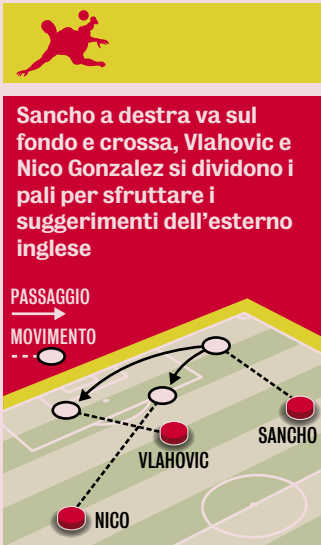 Sancho a destra va sul
fondo e crossa, Vlahovic e
Nico Gonzalez si dividono i
pali per sfruttare i
suggerimenti dell'esterno
inglese
PASSAGGIO
MOVIMENTO
SANCHO
VLAHOVIC
NICO